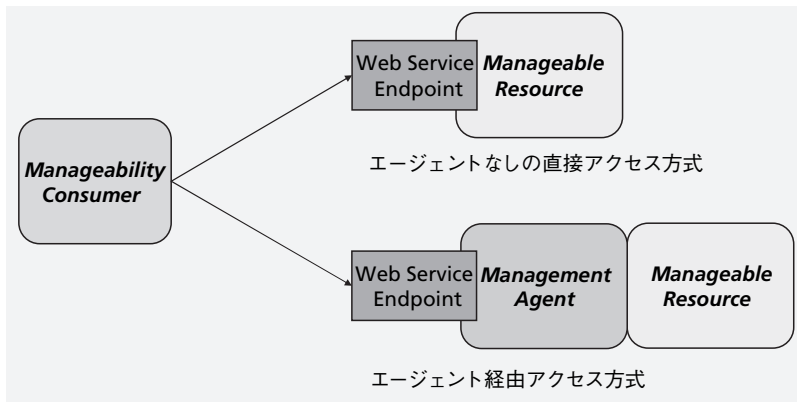 Web Service
Endpoint
Manageable
Resource
エージェントなしの直接アクセス方式
Manageability
Consumer
Web Service
Endpoint
Management
Agent
Manageable
Resource
エージェント経由アクセス方式